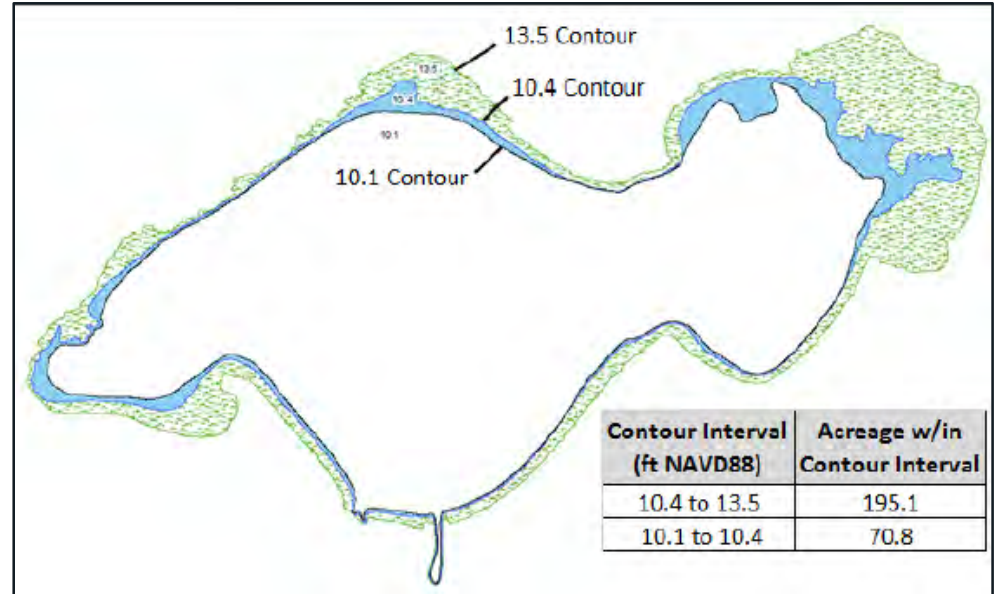 13.5 Contour
13.5
10.4 Contour
10.4
10.1
10.1 Contour
Contour Interval (ft NAVD88) | Acreage w/in Contour Interval
10.4 to 13.5 | 195.1
10.1 to 10.4 | 70.8